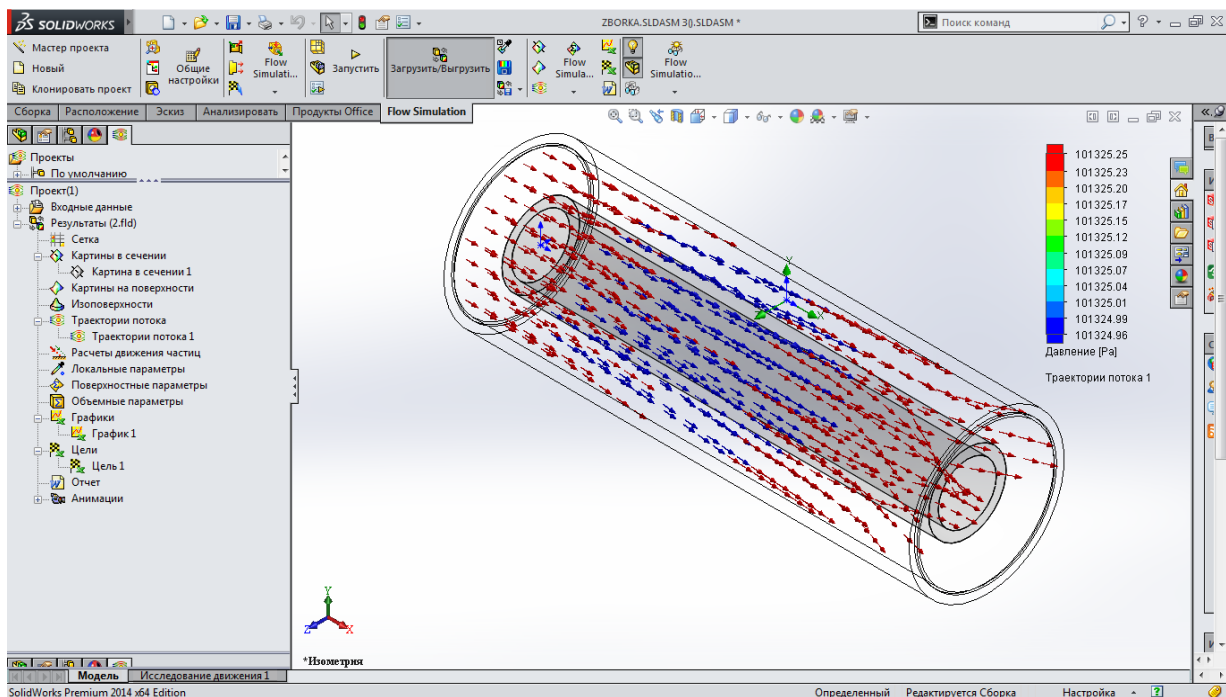 SOLIDWORKS
ZBORKA.SLDASM 3().SLDASM *
Поиск команд
Мастер проекта
Новый
Клонировать проект
Общие настройки
Flow Simulati...
Запустить
Загрузить/Выгрузить
Flow Simula...
Flow Simulatio...
Сборка
Расположение
Эскиз
Анализировать
Продукты Office
Flow Simulation
Проекты
По умолчанию
Проект(1)
Входные данные
Результаты (2.fld)
Сетка
Картины в сечении
Картина в сечении 1
Картины на поверхности
Изоповерхности
Траектории потока
Траектории потока 1
Расчеты движения частиц
Локальные параметры
Поверхностные параметры
Объемные параметры
Графики
График 1
Цели
Цель 1
Отчет
Анимации
101325.25
101325.23
101325.20
101325.17
101325.15
101325.12
101325.09
101325.07
101325.04
101325.01
101324.99
101324.96
Давление [Pa]
Траектории потока 1
Y
X
Y
Z
X
*Изометрия
Модель
Исследование движения 1
SolidWorks Premium 2014 x64 Edition
Определенный
Редактируется Сборка
Настройка